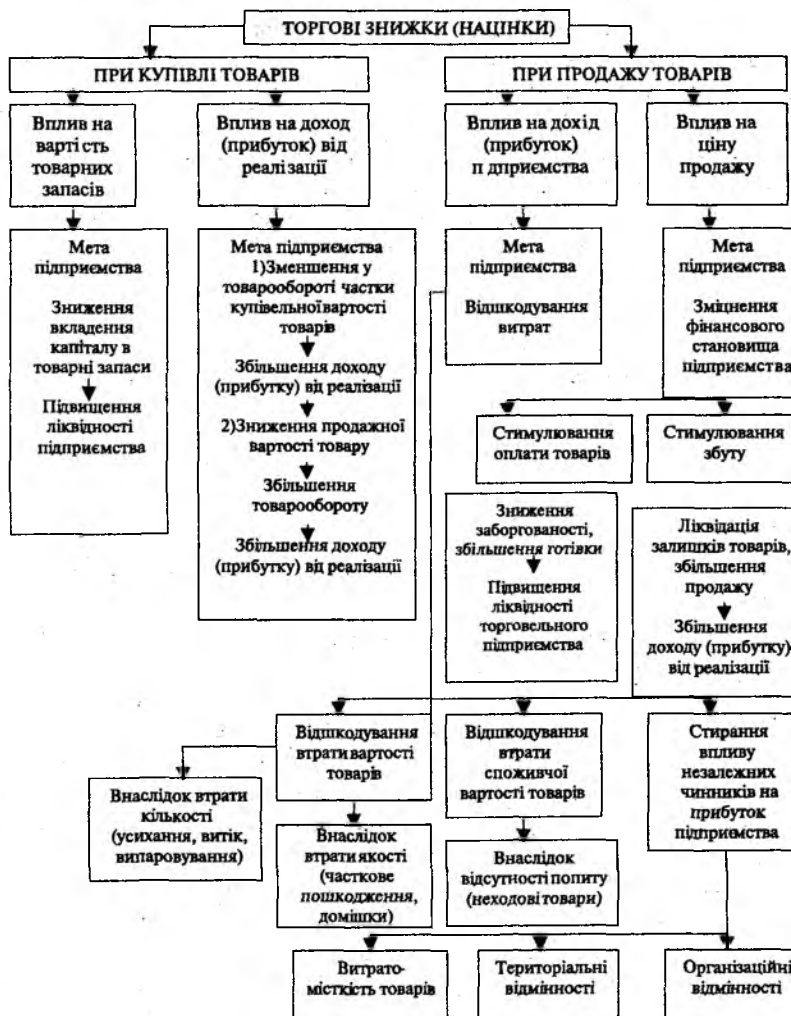 ТОРГОВІ ЗНИЖКИ (НАЦІНКИ)
ПРИ КУПІВЛІ ТОВАРІВ
ПРИ ПРОДАЖУ ТОВАРІВ
Вплив на
варті сть
товарних
запасів
Вплив на доход
(прибуток) від
реалізації
Вплив на дохід
(прибуток)
п дприємства
Вплив на
ціну
продажу
Мета
підприємства
Зниження
вкладення
капіталу в
товарні запаси
Підвищення
ліквідності
підприємства
Мета підприємства
1)Зменшення у
товарообороті частки
купівельної вартості
товарів
Збільшення доходу
(прибутку) від реалізації
2)Зниження продажної
вартості товару
Збільшення
товарообороту
Збільшення доходу
(прибутку) від реалізації
Мета
підприємства
Відшкодування
витрат
Мета
підприємства
Зміцнення
фінансового
становища
підприємства
Стимулювання
оплати товарів
Стимулювання
збуту
Зниження
заборгованості,
збільшення готівки
Підвищення
ліквідності
торговельного
підприємства
Ліквідація
залишків товарів,
збільшення
продажу
Збільшення
доходу (прибутку)
від реалізації
Відшкодування
втрати вартості
товарів
Відшкодування
втрати
споживчої
вартості товарів
Стирання
впливу
незалежних
чинників на
прибуток
підприємства
Внаслідок втрати
кількості
(усихання, витік,
випаровування)
Внаслідок
втрати якості
(часткове
пошкодження,
домішки)
Внаслідок
відсутності попиту
(неходові товари)
Витрато-
місткість товарів
Територіальні
відмінності
Організаційні
відмінності